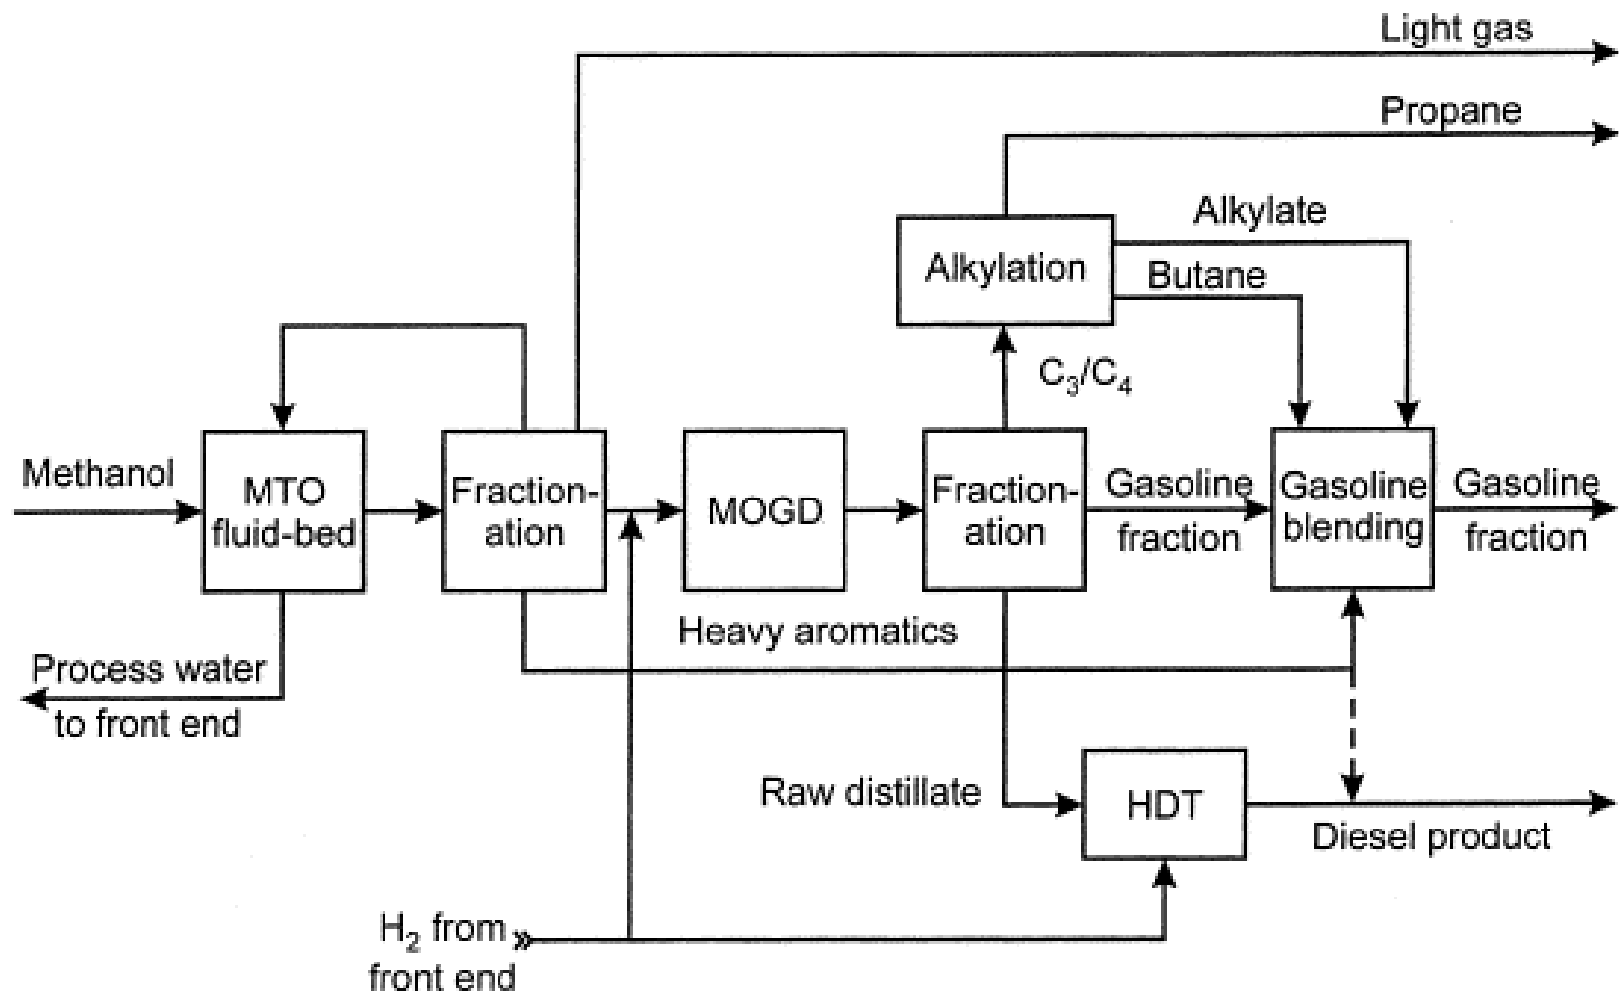 Light gas
Propane
Alkylate
Alkylation
Butane
C₃/C₄
Methanol
MTO
fluid-bed
Fraction-
ation
MOGD
Fraction-
ation
Gasoline
fraction
Gasoline
blending
Gasoline
fraction
Heavy aromatics
Process water
to front end
Raw distillate
HDT
Diesel product
H₂ from
front end